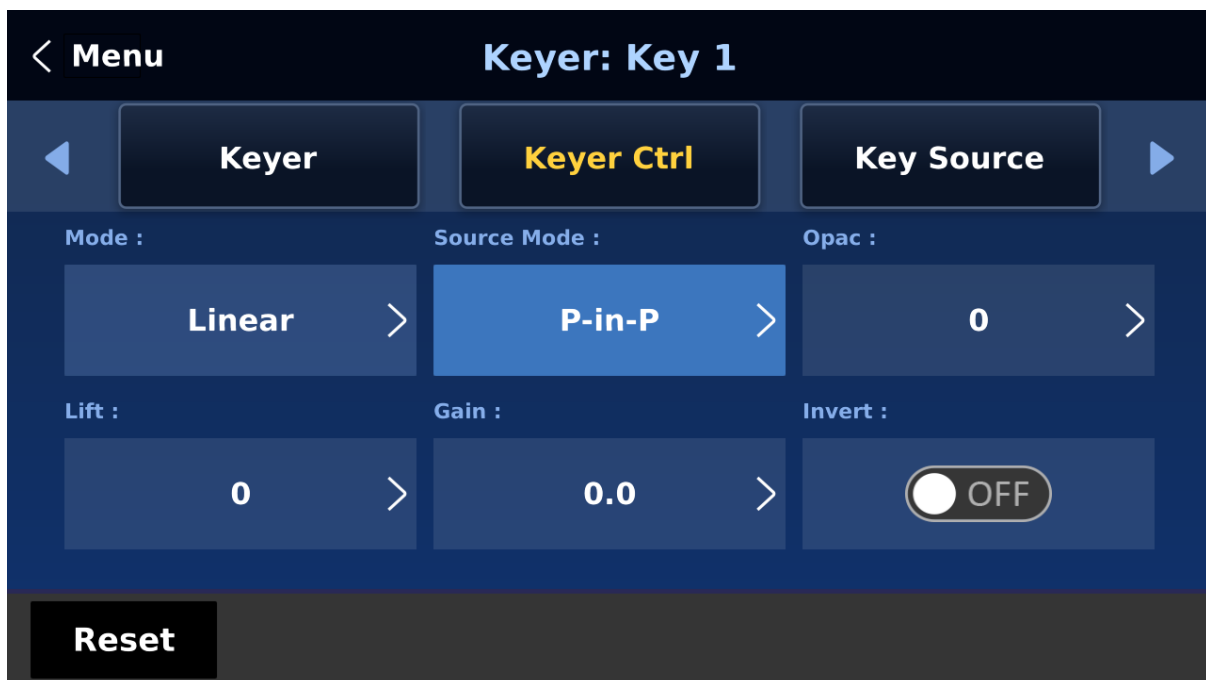 Menu
Keyer: Key 1
Keyer
Keyer Ctrl
Key Source
Mode :
Source Mode :
Opac :
Linear
P-in-P
0
Lift :
Gain :
Invert :
0
0.0
OFF
Reset